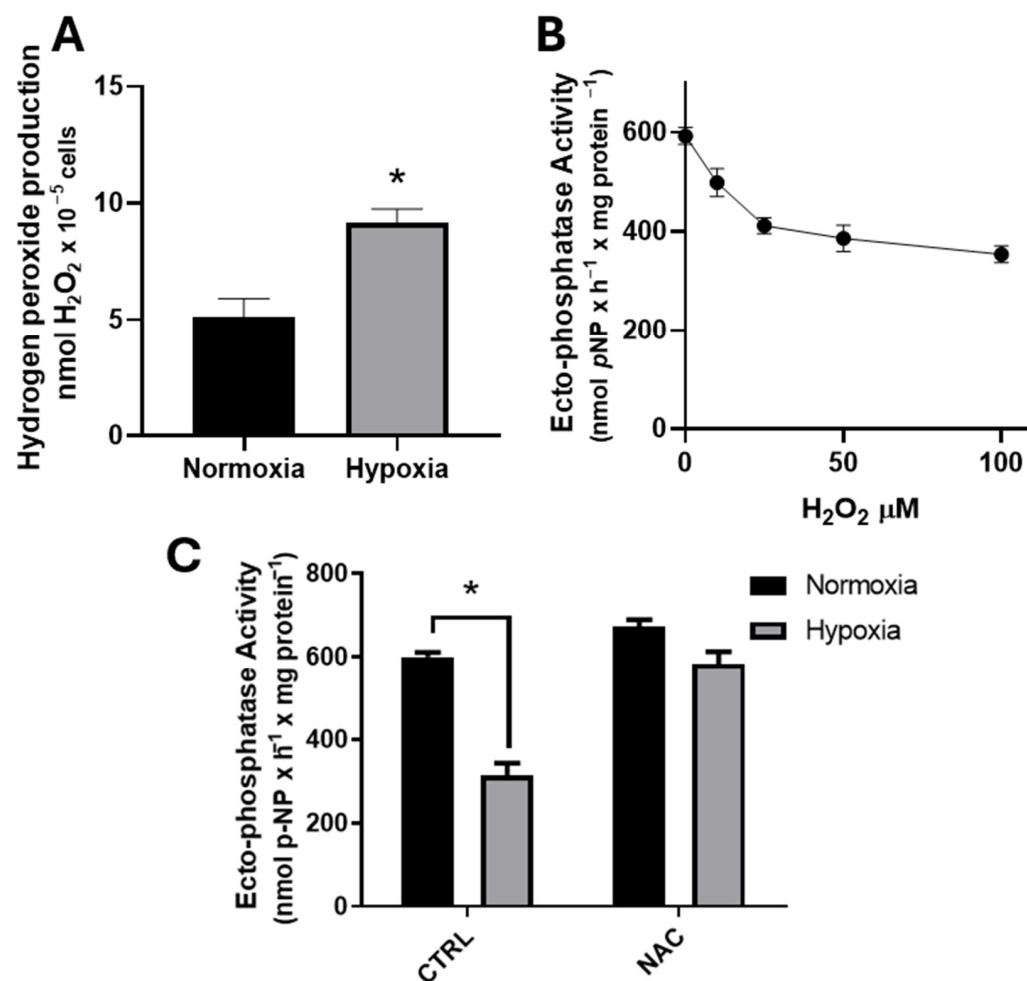 A
Hydrogen peroxide production
nmol H₂O₂ x 10⁻⁵ cells
15
10
5
0
*
Normoxia
Hypoxia
B
Ecto-phosphatase Activity
(nmol pNP x h⁻¹ x mg protein⁻¹)
600
400
200
0
0
50
100
H₂O₂ μM
C
Ecto-phosphatase Activity
(nmol p-NP x h⁻¹ x mg protein⁻¹)
800
600
400
200
0
*
CTRL
NAC
Normoxia
Hypoxia